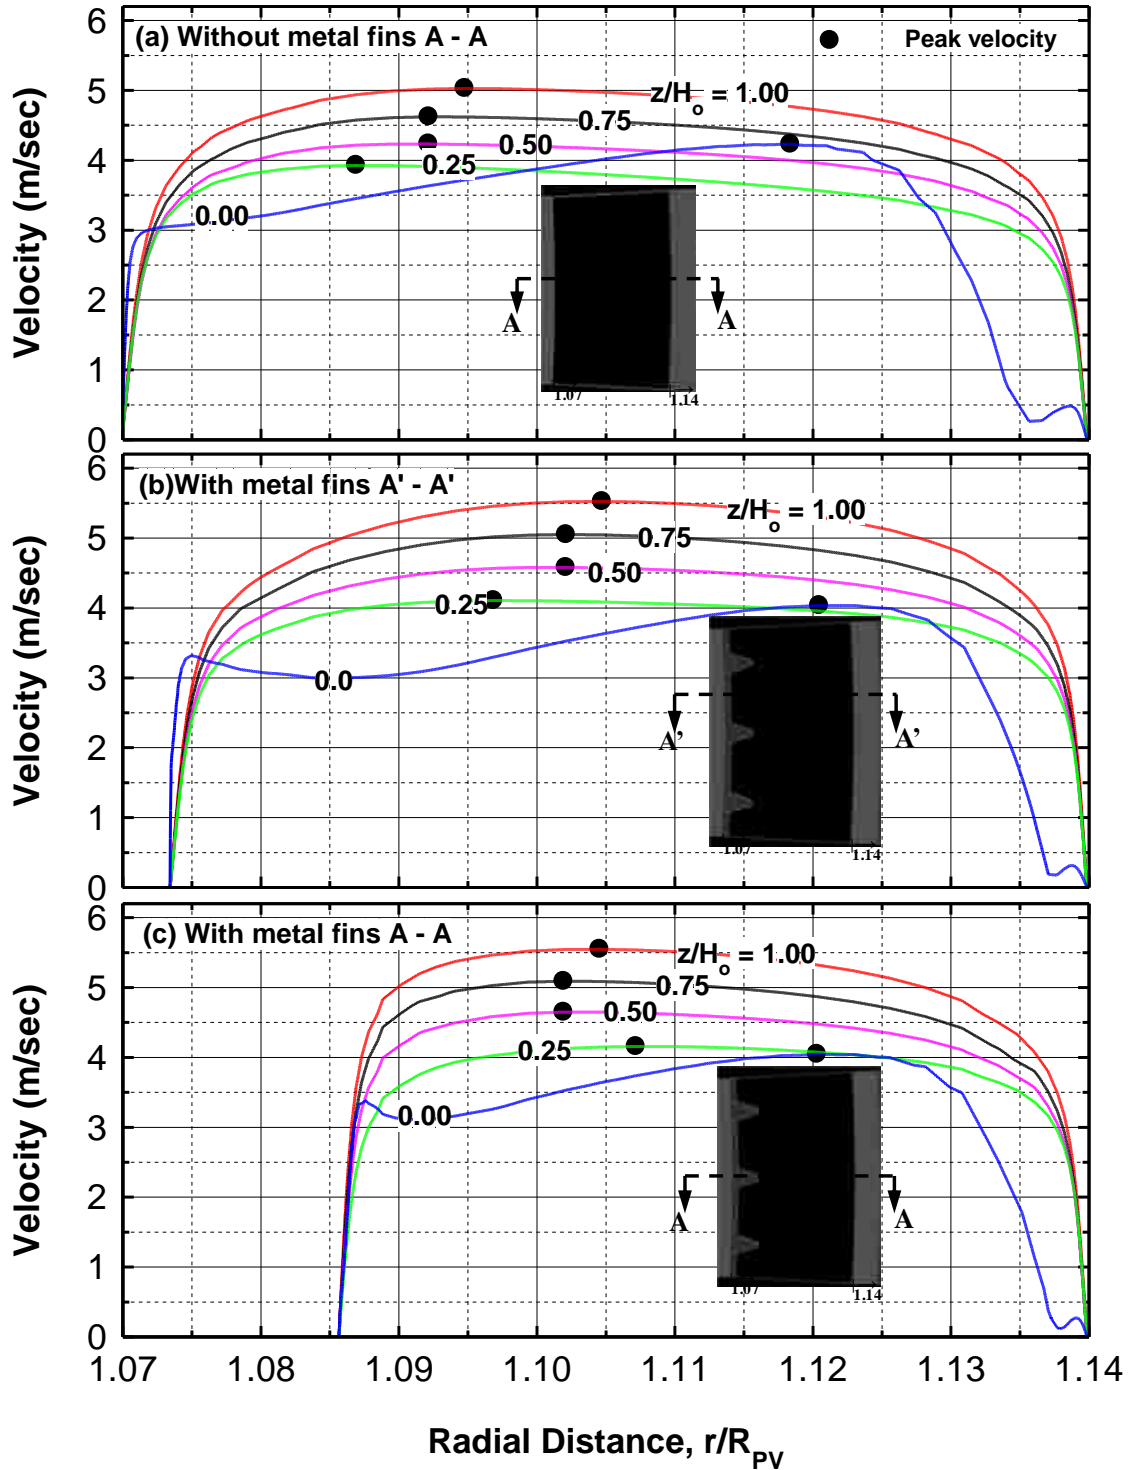 (a) Without metal fins A - A
Peak velocity
6
5
4
3
2
1
0
Velocity (m/sec)
z/Ho = 1.00
0.75
0.50
0.25
0.00
A
A
1.07
1.14
(b)With metal fins A' - A'
6
5
4
3
2
1
0
Velocity (m/sec)
z/Ho = 1.00
0.75
0.50
0.25
0.0
A'
A'
1.07
1.14
(c) With metal fins A - A
6
5
4
3
2
1
0
Velocity (m/sec)
z/Ho = 1.00
0.75
0.50
0.25
0.00
A
A
1.07
1.14
1.07 1.08 1.09 1.10 1.11 1.12 1.13 1.14
Radial Distance, r/RPV